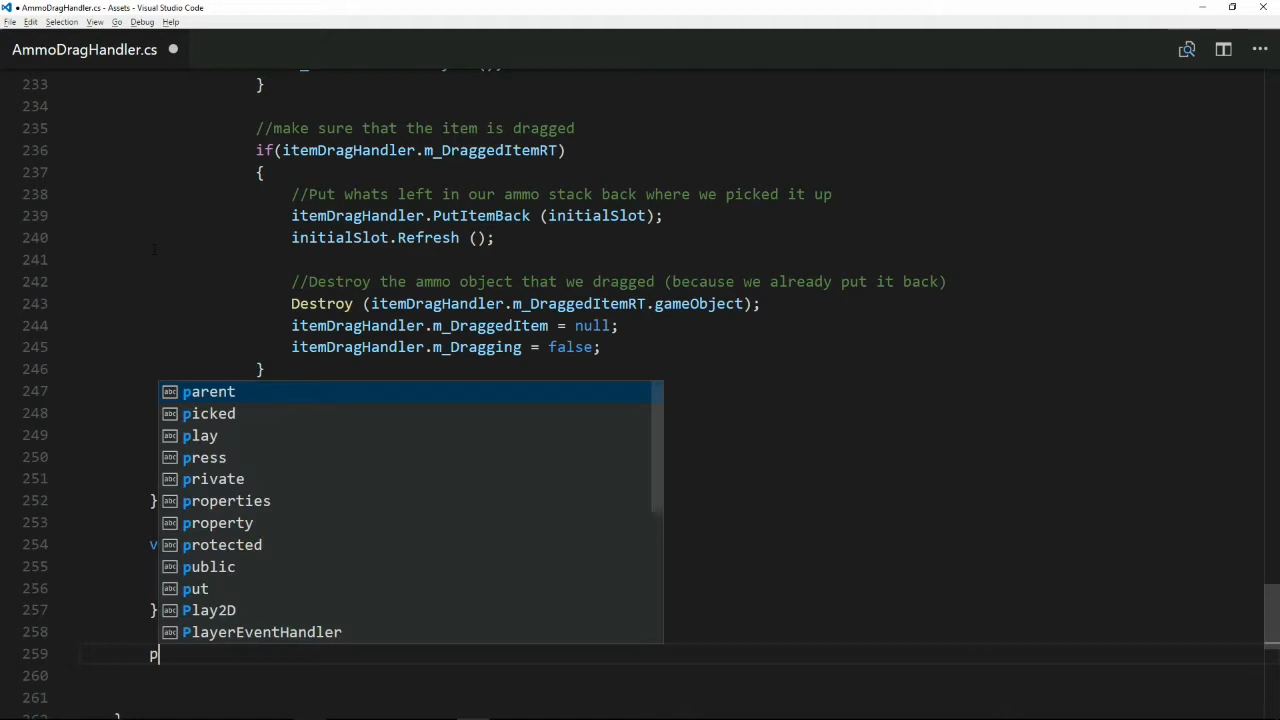 ● AmmoDragHandler.cs - Assets - Visual Studio Code
File Edit Selection View Go Debug Help
AmmoDragHandler.cs
233 }
234
235 //make sure that the item is dragged
236 if(itemDragHandler.m_DraggedItemRT)
237 {
238 //Put whats left in our ammo stack back where we picked it up
239 itemDragHandler.PutItemBack (initialSlot);
240 initialSlot.Refresh ();
241
242 //Destroy the ammo object that we dragged (because we already put it back)
243 Destroy (itemDragHandler.m_DraggedItemRT.gameObject);
244 itemDragHandler.m_DraggedItem = null;
245 itemDragHandler.m_Dragging = false;
246 }
247 parent
248 picked
249 play
250 press
251 private
252 } properties
253 property
254 v protected
255 public
256 put
257 } Play2D
258 PlayerEventHandler
259 p
260
261